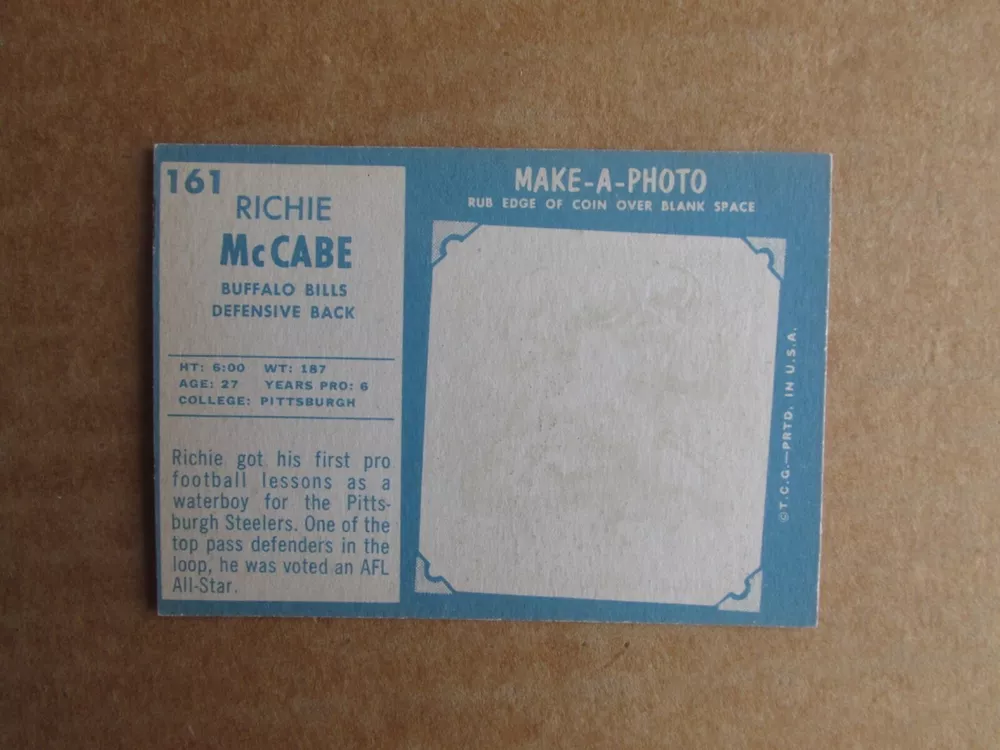 161
RICHIE
McCABE
BUFFALO BILLS
DEFENSIVE BACK
HT: 6:00 WT: 187
AGE: 27 YEARS PRO: 6
COLLEGE: PITTSBURGH
Richie got his first pro
football lessons as a
waterboy for the Pitts-
burgh Steelers. One of the
top pass defenders in the
loop, he was voted an AFL
All-Star.
MAKE-A-PHOTO
RUB EDGE OF COIN OVER BLANK SPACE
©T.C.G.—PRTD. IN U.S.A.